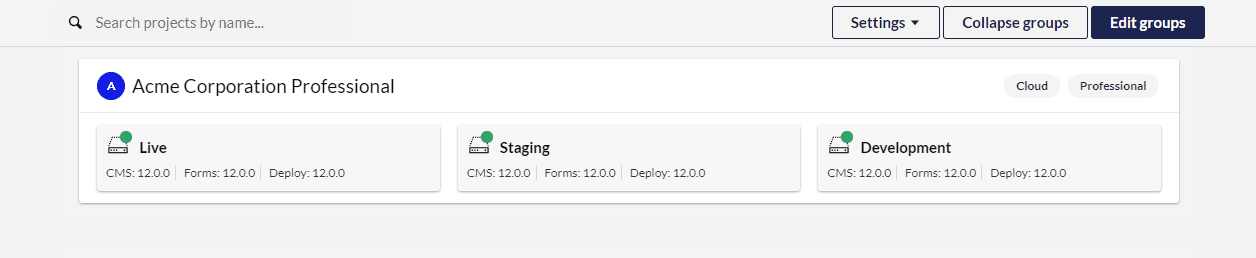 Search projects by name...
Settings
Collapse groups
Edit groups
A
Acme Corporation Professional
Cloud
Professional
Live
CMS: 12.0.0
Forms: 12.0.0
Deploy: 12.0.0
Staging
CMS: 12.0.0
Forms: 12.0.0
Deploy: 12.0.0
Development
CMS: 12.0.0
Forms: 12.0.0
Deploy: 12.0.0